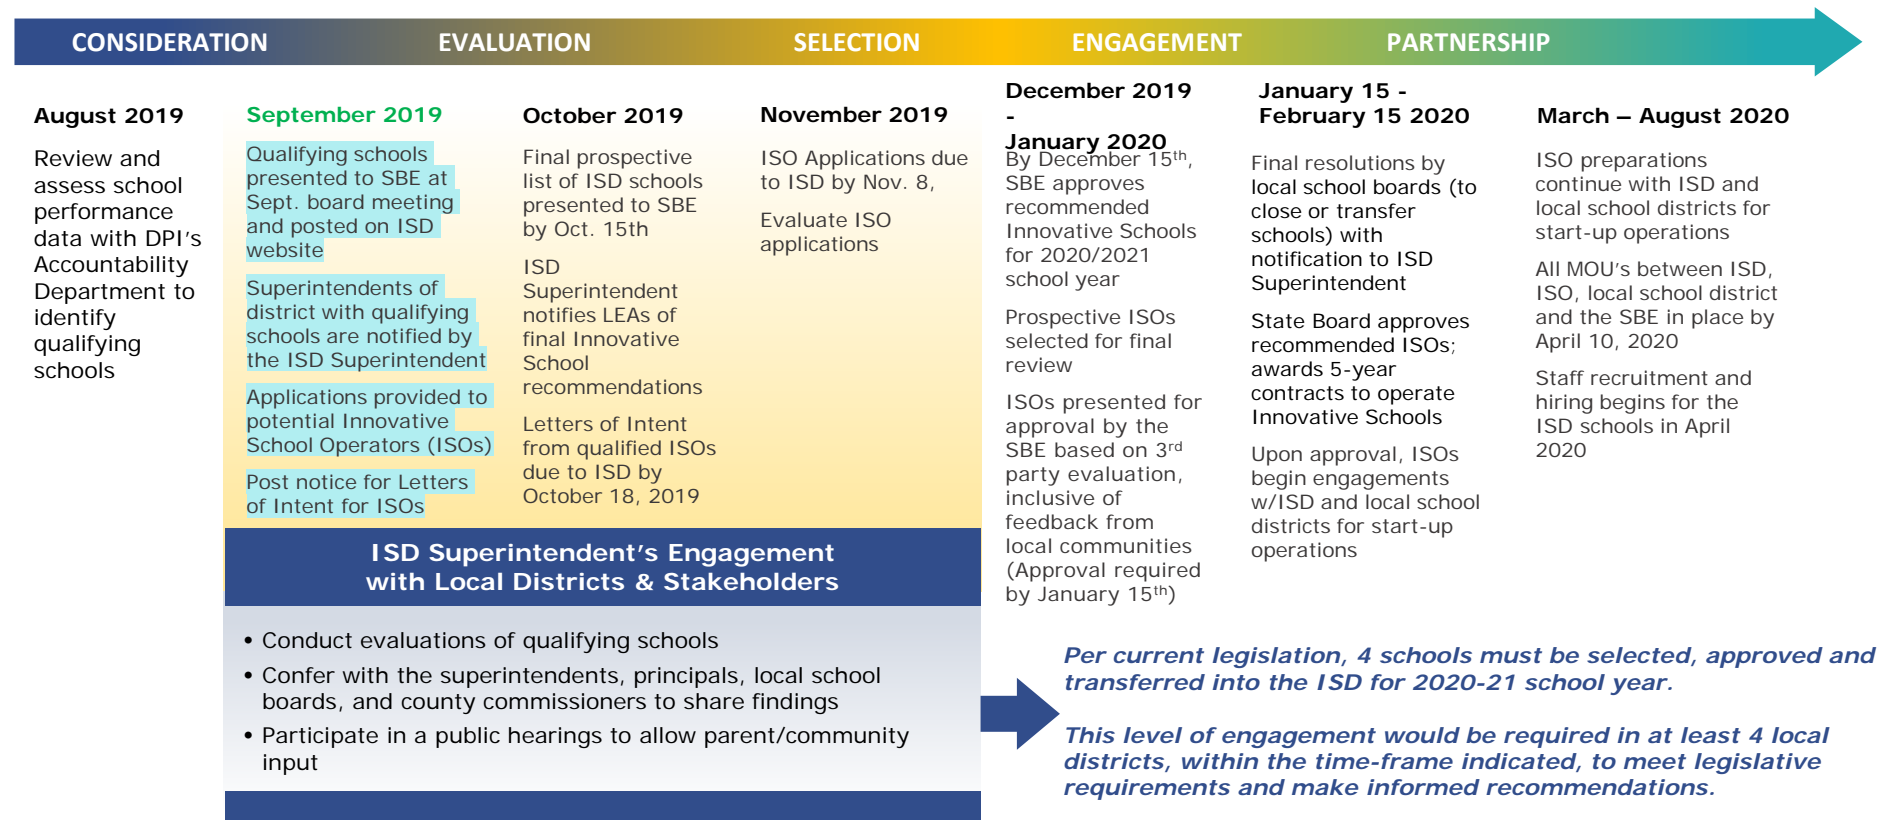 CONSIDERATION EVALUATION SELECTION ENGAGEMENT PARTNERSHIP
August 2019
Review and
assess school
performance
data with DPI's
Accountability
Department to
identify
qualifying
schools
September 2019
Qualifying schools
presented to SBE at
Sept. board meeting
and posted on ISD
website
Superintendents of
district with qualifying
schools are notified by
the ISD Superintendent
Applications provided to
potential Innovative
School Operators (ISOs)
Post notice for Letters
of Intent for ISOs
October 2019
Final prospective
list of ISD schools
presented to SBE
by Oct. 15th
ISD
Superintendent
notifies LEAs of
final Innovative
School
recommendations
Letters of Intent
from qualified ISOs
due to ISD by
October 18, 2019
November 2019
ISO Applications due
to ISD by Nov. 8,
Evaluate ISO
applications
December 2019
-
January 2020
By December 15th,
SBE approves
recommended
Innovative Schools
for 2020/2021
school year
Prospective ISOs
selected for final
review
ISOs presented for
approval by the
SBE based on 3rd
party evaluation,
inclusive of
feedback from
local communities
(Approval required
by January 15th)
January 15 -
February 15 2020
Final resolutions by
local school boards (to
close or transfer
schools) with
notification to ISD
Superintendent
State Board approves
recommended ISOs;
awards 5-year
contracts to operate
Innovative Schools
Upon approval, ISOs
begin engagements
w/ISD and local school
districts for start-up
operations
March – August 2020
ISO preparations
continue with ISD and
local school districts for
start-up operations
All MOU's between ISD,
ISO, local school district
and the SBE in place by
April 10, 2020
Staff recruitment and
hiring begins for the
ISD schools in April
2020
ISD Superintendent's Engagement
with Local Districts & Stakeholders
• Conduct evaluations of qualifying schools
• Confer with the superintendents, principals, local school
boards, and county commissioners to share findings
• Participate in a public hearings to allow parent/community
input
Per current legislation, 4 schools must be selected, approved and
transferred into the ISD for 2020-21 school year.
This level of engagement would be required in at least 4 local
districts, within the time-frame indicated, to meet legislative
requirements and make informed recommendations.